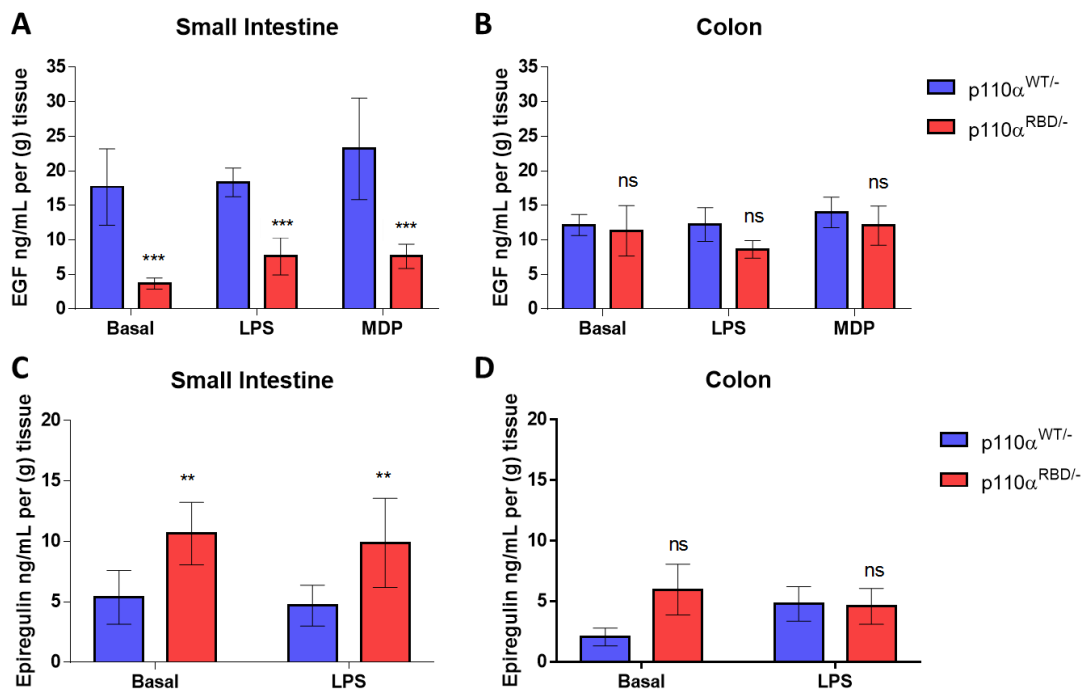 A
Small Intestine
EGF ng/mL per (g) tissue
35
30
25
20
15
10
5
0
***
***
***
Basal
LPS
MDP
B
Colon
EGF ng/mL per (g) tissue
35
30
25
20
15
10
5
0
ns
ns
ns
Basal
LPS
MDP
p110α^WT/-
p110α^RBD/-
C
Small Intestine
Epiregulin ng/mL per (g) tissue
20
15
10
5
0
**
**
Basal
LPS
D
Colon
Epiregulin ng/mL per (g) tissue
20
15
10
5
0
ns
ns
Basal
LPS
p110α^WT/-
p110α^RBD/-